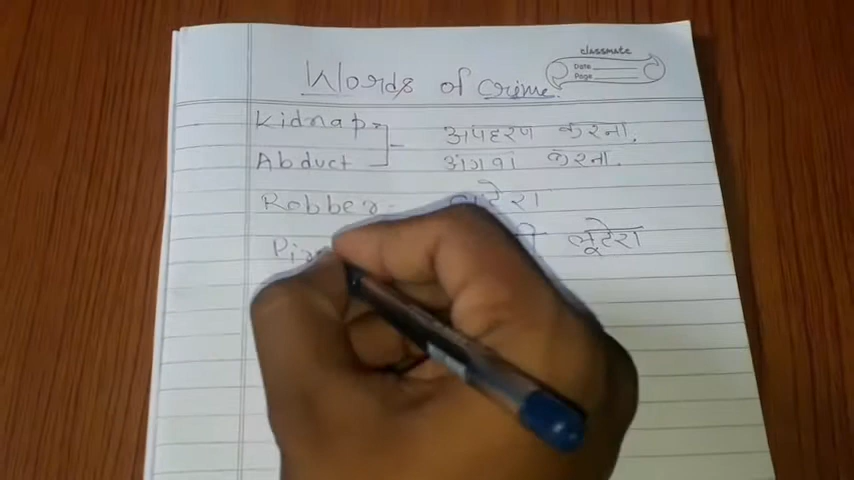 classmate
Date
Page
Words of Crime.
Kidnap - अपहरण करना.
Abduct - अगवा करना.
Robber - लूटेरा
लूटेरा